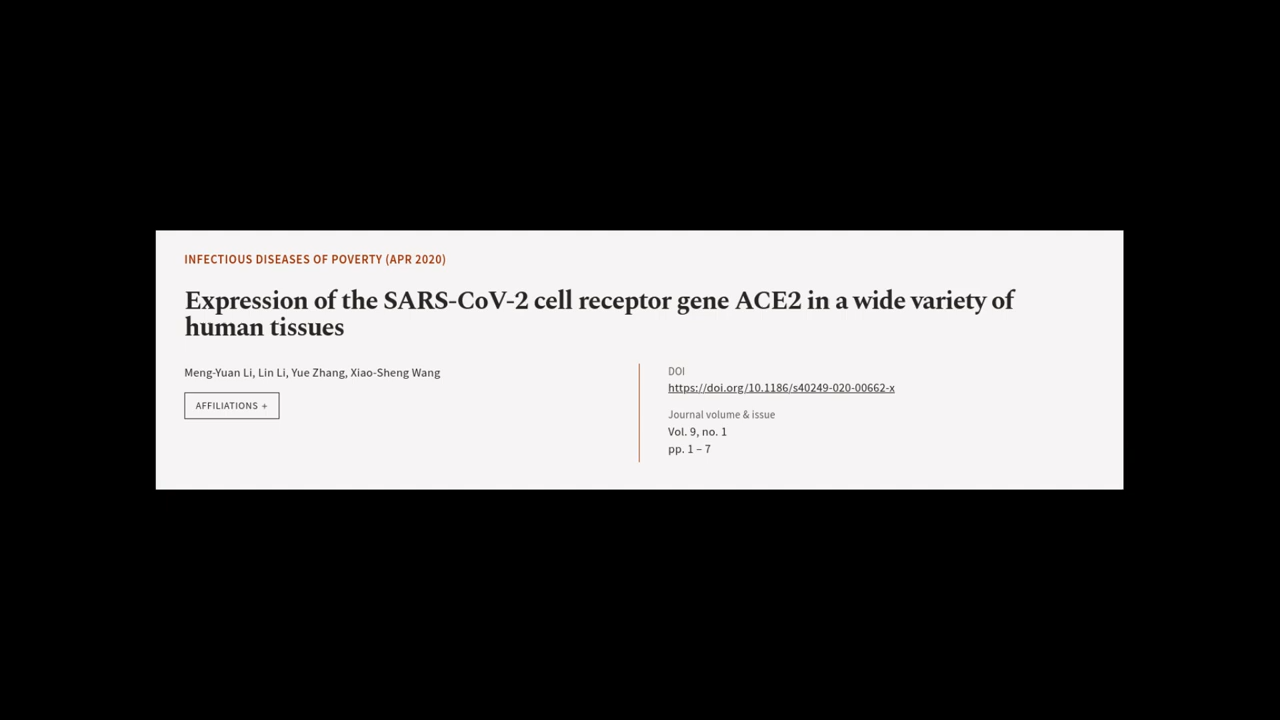 INFECTIOUS DISEASES OF POVERTY (APR 2020)
Expression of the SARS-CoV-2 cell receptor gene ACE2 in a wide variety of
human tissues
Meng-Yuan Li, Lin Li, Yue Zhang, Xiao-Sheng Wang
AFFILIATIONS +
DOI
https://doi.org/10.1186/s40249-020-00662-x
Journal volume & issue
Vol. 9, no. 1
pp. 1 – 7